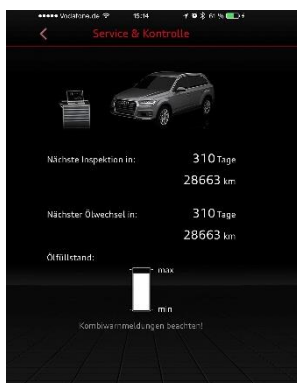 Vodafone.de 15:14 61 %
Service & Kontrolle
Nächste Inspektion in: 310 Tage
28663 km
Nächster Ölwechsel in: 310 Tage
28663 km
Ölfüllstand:
max
min
Kombiwarnmeldungen beachten!